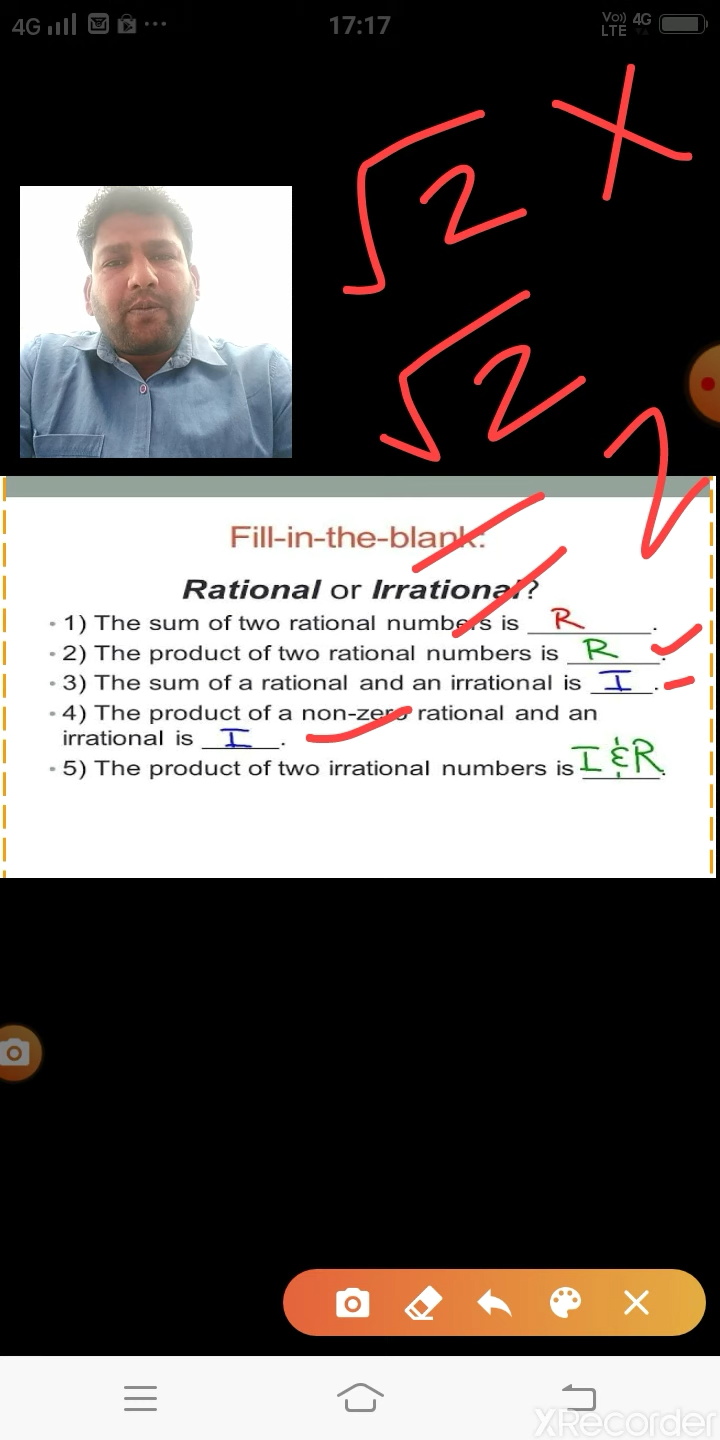 4G 17:17 Vo)) LTE 4G
√2 ×
√2
= 2
Fill-in-the-blank:
Rational or Irrational?
• 1) The sum of two rational numbers is R.
• 2) The product of two rational numbers is R.
• 3) The sum of a rational and an irrational is I.
• 4) The product of a non-zero rational and an
irrational is I.
• 5) The product of two irrational numbers is I & R.
XRecorder